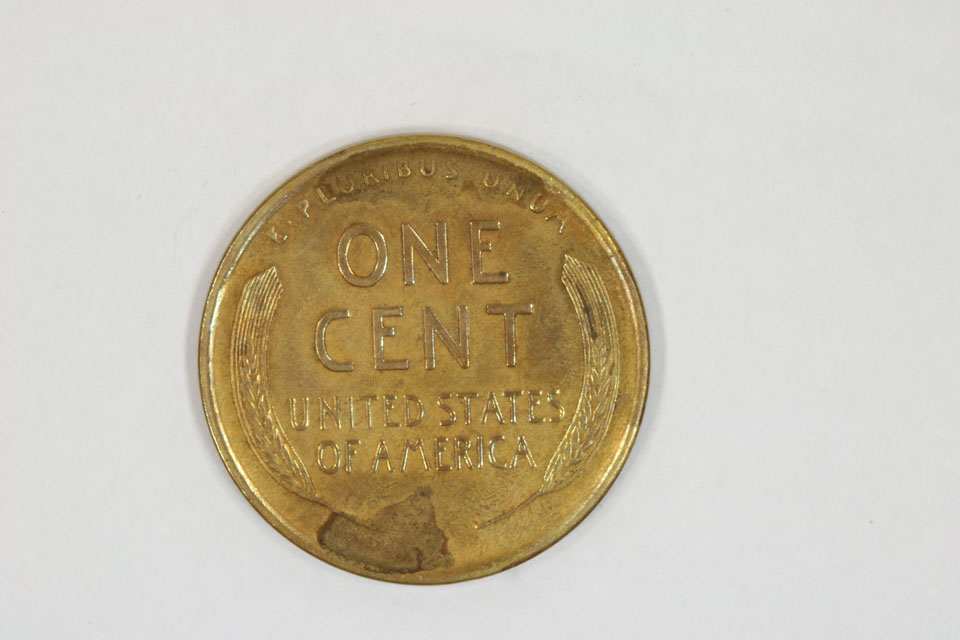 E · PLURIBUS · UNUM
ONE
CENT
UNITED STATES
OF AMERICA